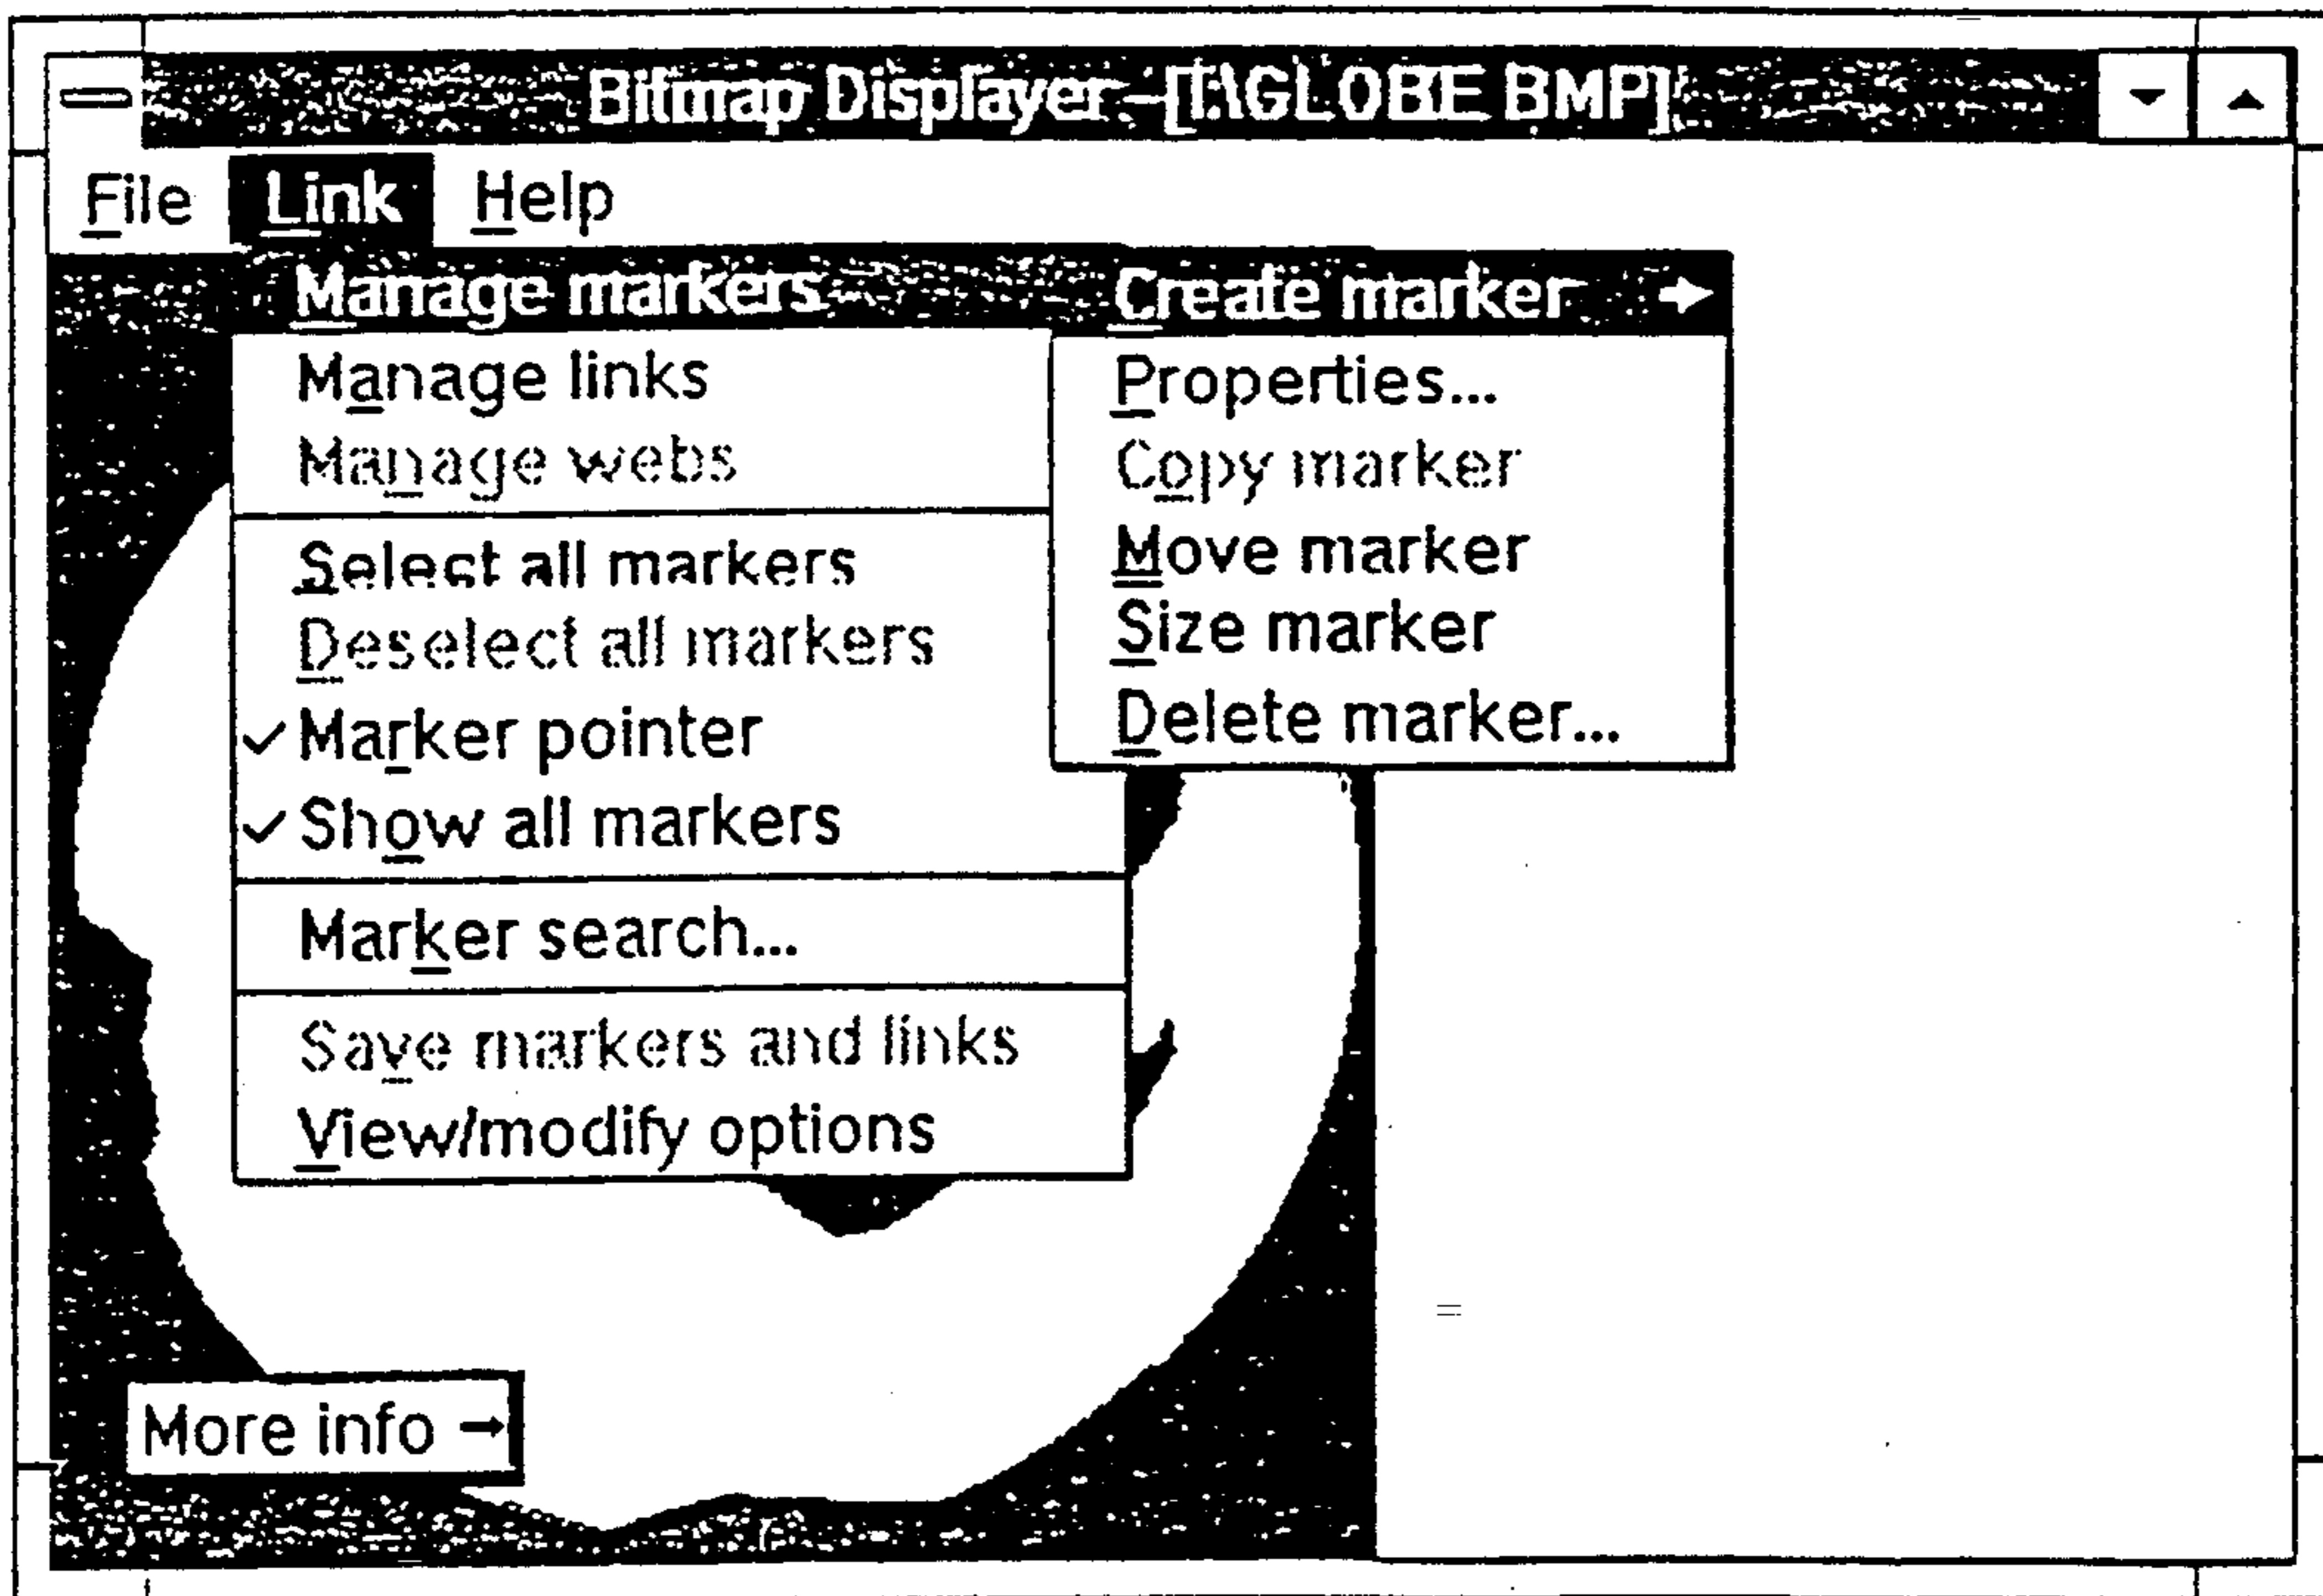 Bitmap Displayer-[I:\GLOBE BMP]
File Link Help
Manage markers
Manage links
Manage webs
Select all markers
Deselect all markers
✓ Marker pointer
✓ Show all markers
Marker search...
Save markers and links
View/modify options
Create marker →
Properties...
Copy marker
Move marker
Size marker
Delete marker...
More info →